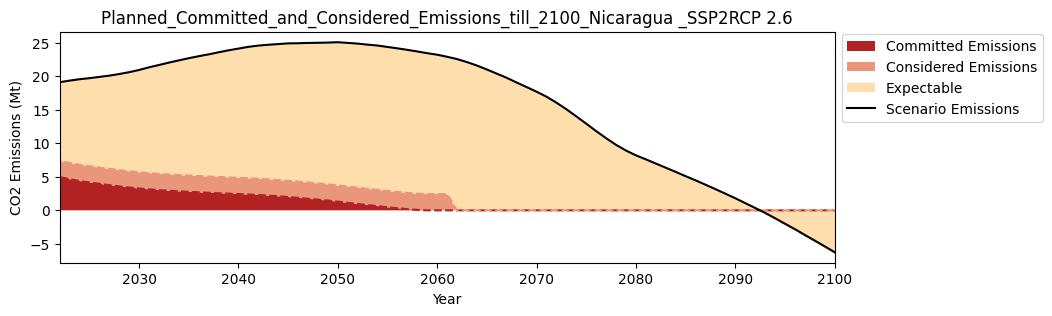 Planned_Committed_and_Considered_Emissions_till_2100_Nicaragua _SSP2RCP 2.6
CO2 Emissions (Mt)
25
20
15
10
5
0
−5
2030
2040
2050
2060
2070
2080
2090
2100
Year
Committed Emissions
Considered Emissions
Expectable
Scenario Emissions